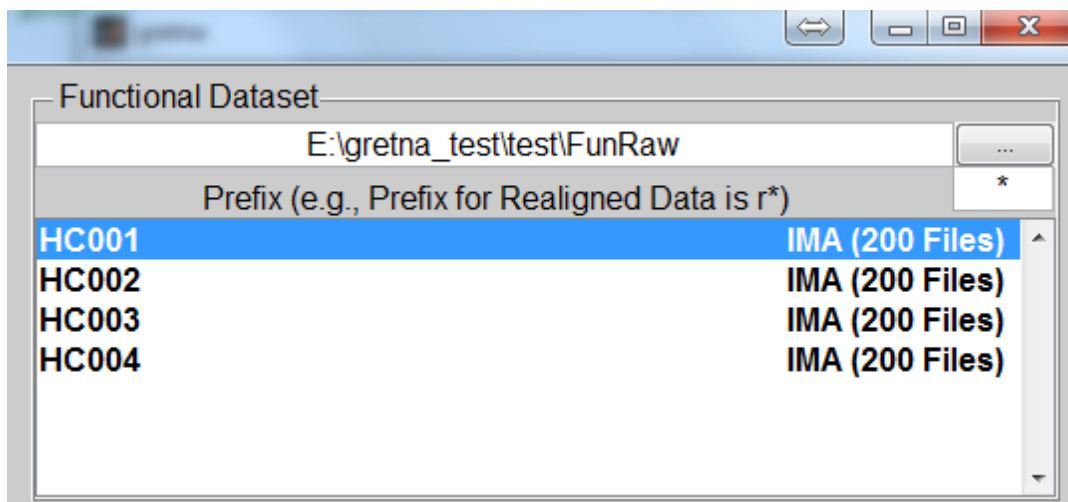 gretna
Functional Dataset
E:\gretna_test\test\FunRaw
...
Prefix (e.g., Prefix for Realigned Data is r*)
*
HC001 IMA (200 Files)
HC002 IMA (200 Files)
HC003 IMA (200 Files)
HC004 IMA (200 Files)